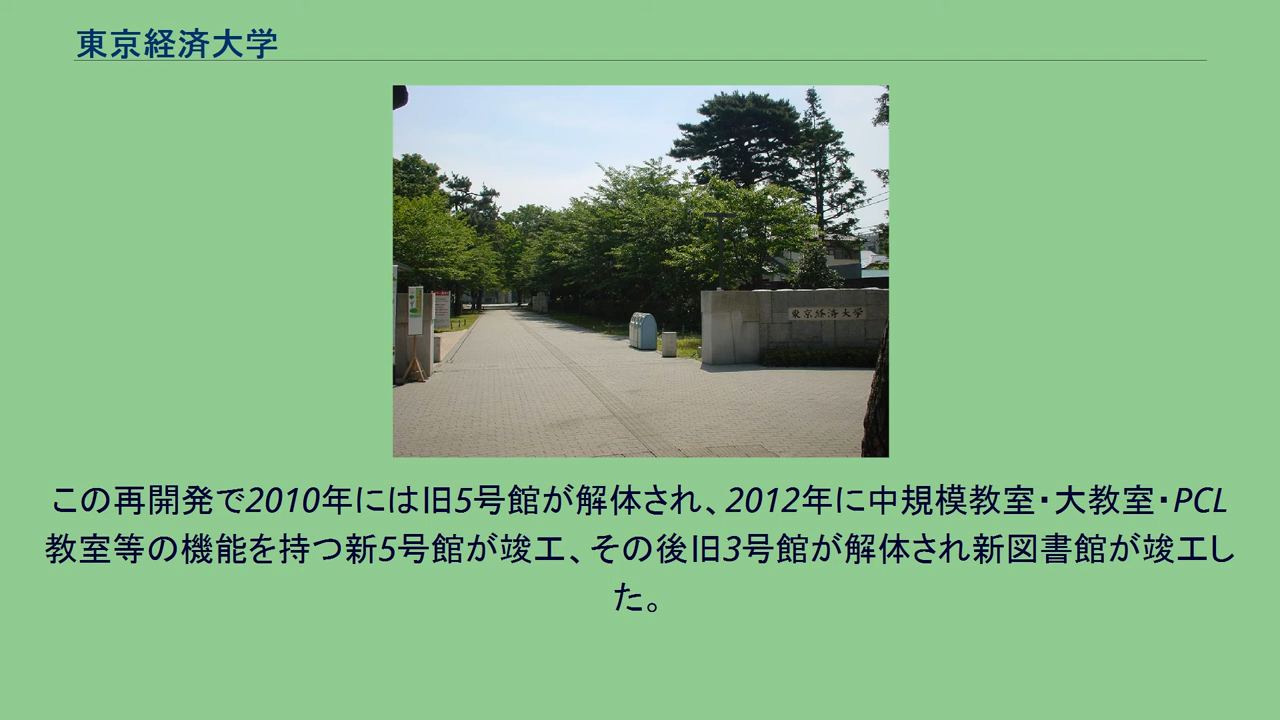 東京経済大学
東京経済大学
この再開発で2010年には旧5号館が解体され、2012年に中規模教室・大教室・PCL
教室等の機能を持つ新5号館が竣工、その後旧3号館が解体され新図書館が竣工し
た。